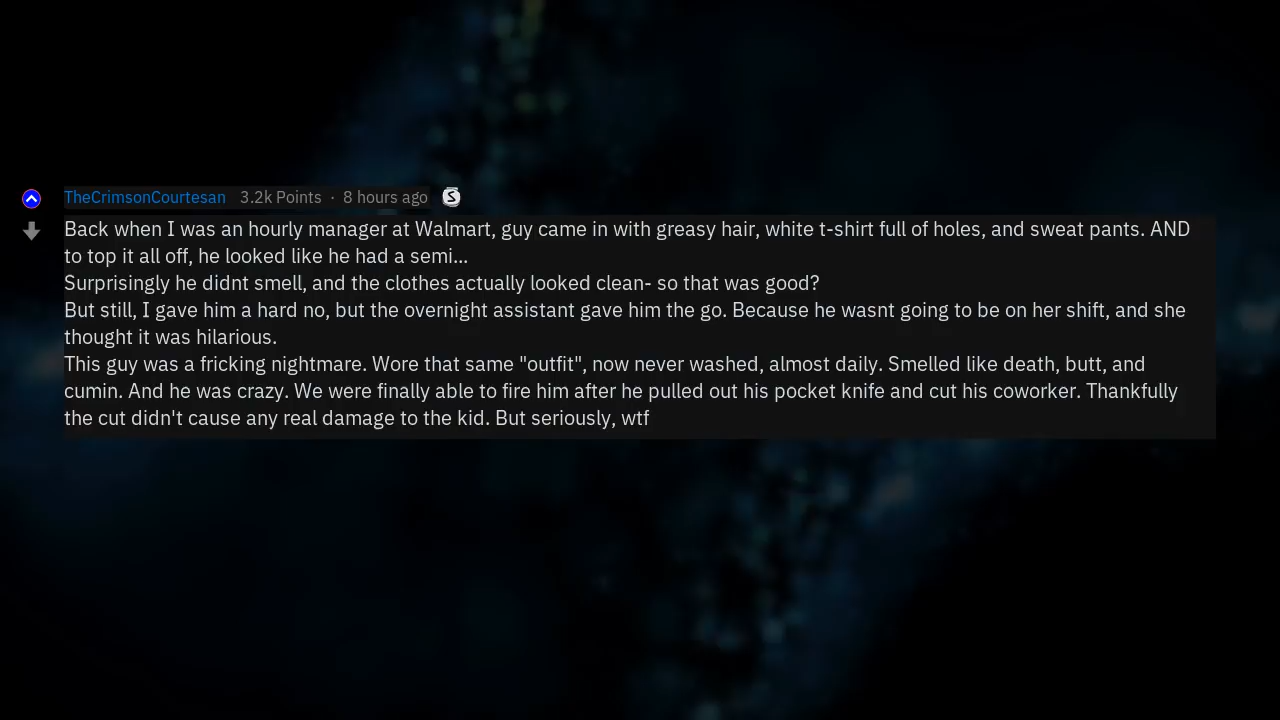 TheCrimsonCourtesan 3.2k Points · 8 hours ago S
Back when I was an hourly manager at Walmart, guy came in with greasy hair, white t-shirt full of holes, and sweat pants. AND
to top it all off, he looked like he had a semi...
Surprisingly he didnt smell, and the clothes actually looked clean- so that was good?
But still, I gave him a hard no, but the overnight assistant gave him the go. Because he wasnt going to be on her shift, and she
thought it was hilarious.
This guy was a fricking nightmare. Wore that same "outfit", now never washed, almost daily. Smelled like death, butt, and
cumin. And he was crazy. We were finally able to fire him after he pulled out his pocket knife and cut his coworker. Thankfully
the cut didn't cause any real damage to the kid. But seriously, wtf